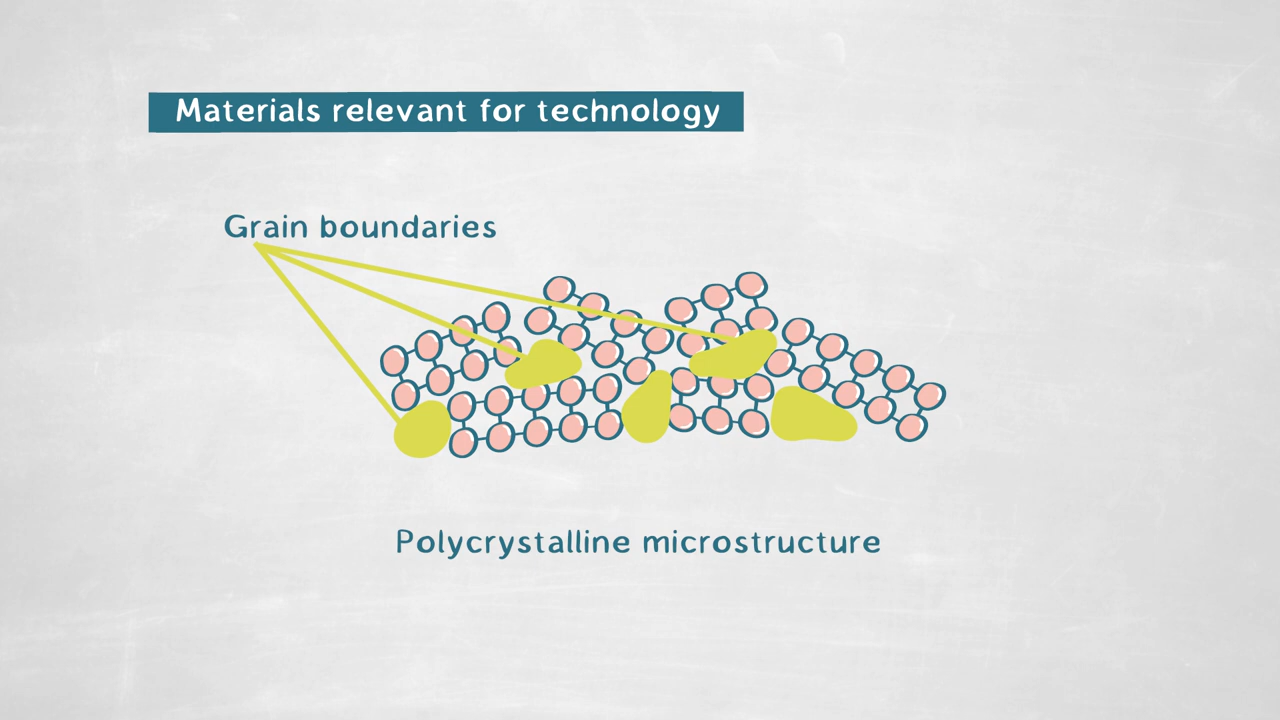 Materials relevant for technology
Grain boundaries
Polycrystalline microstructure